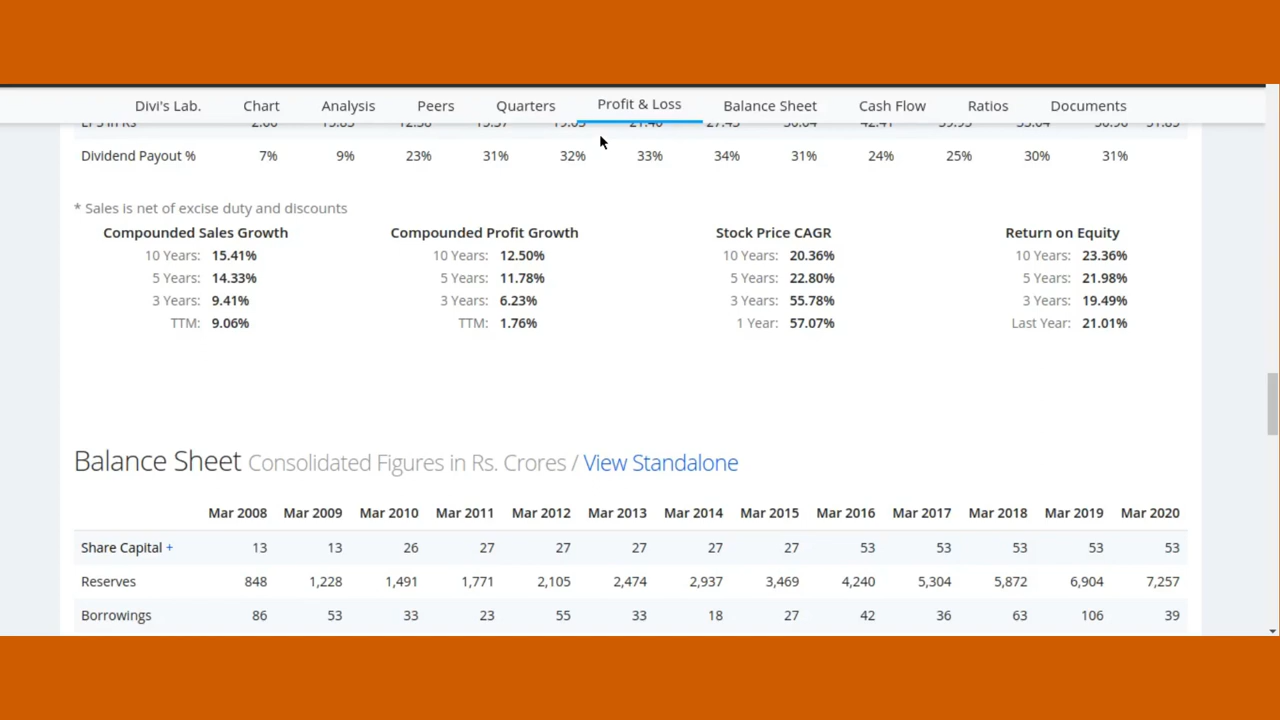 Divi's Lab. Chart Analysis Peers Quarters Profit & Loss Balance Sheet Cash Flow Ratios Documents
Dividend Payout % 7% 9% 23% 31% 32% 33% 34% 31% 24% 25% 30% 31%
* Sales is net of excise duty and discounts
Compounded Sales Growth Compounded Profit Growth Stock Price CAGR Return on Equity
10 Years: 15.41% 10 Years: 12.50% 10 Years: 20.36% 10 Years: 23.36%
5 Years: 14.33% 5 Years: 11.78% 5 Years: 22.80% 5 Years: 21.98%
3 Years: 9.41% 3 Years: 6.23% 3 Years: 55.78% 3 Years: 19.49%
TTM: 9.06% TTM: 1.76% 1 Year: 57.07% Last Year: 21.01%
Balance Sheet Consolidated Figures in Rs. Crores / View Standalone
Mar 2008 Mar 2009 Mar 2010 Mar 2011 Mar 2012 Mar 2013 Mar 2014 Mar 2015 Mar 2016 Mar 2017 Mar 2018 Mar 2019 Mar 2020
Share Capital + 13 13 26 27 27 27 27 27 53 53 53 53 53
Reserves 848 1,228 1,491 1,771 2,105 2,474 2,937 3,469 4,240 5,304 5,872 6,904 7,257
Borrowings 86 53 33 23 55 33 18 27 42 36 63 106 39